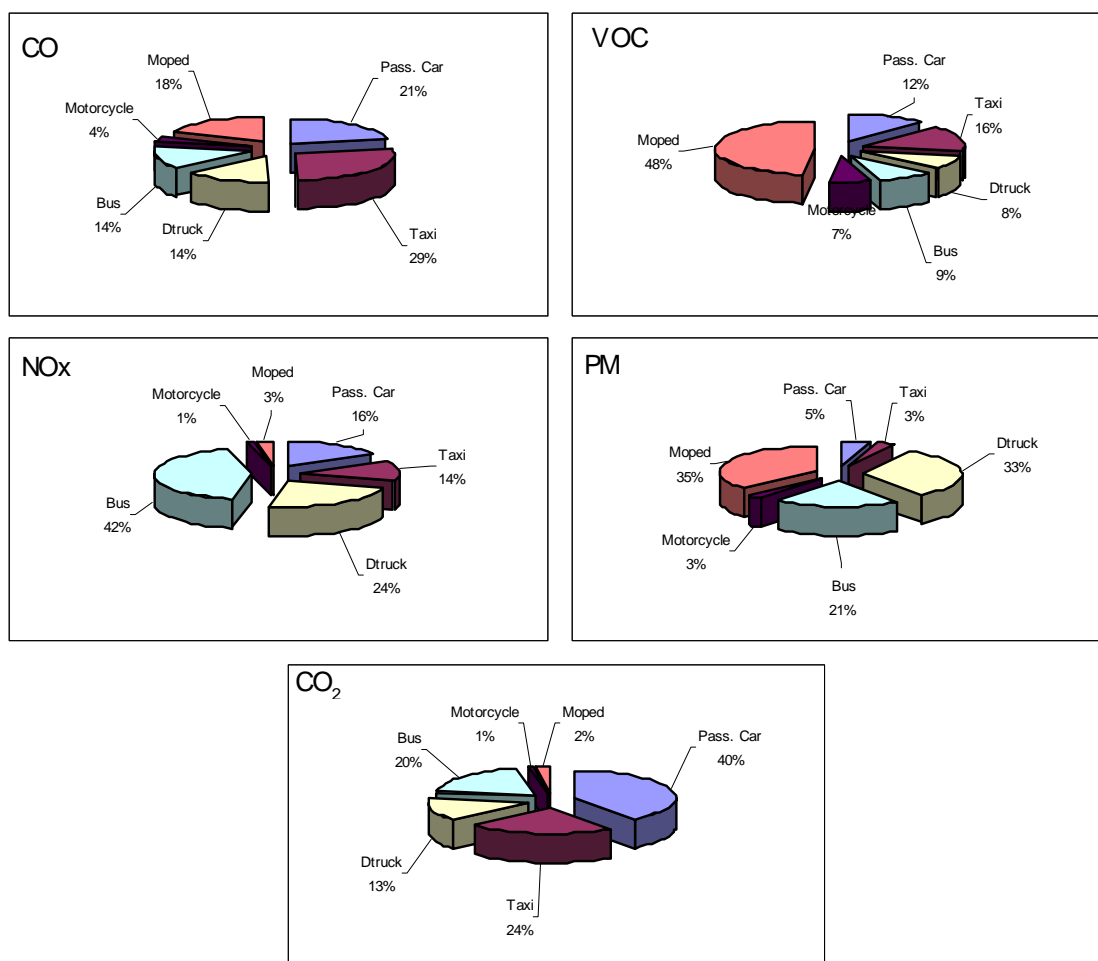 CO
Moped
18%
Pass. Car
21%
Motorcycle
4%
Bus
14%
Dtruck
14%
Taxi
29%
VOC
Pass. Car
12%
Taxi
16%
Moped
48%
Dtruck
8%
Motorcycle
7%
Bus
9%
NOx
Moped
3%
Motorcycle
1%
Pass. Car
16%
Taxi
14%
Bus
42%
Dtruck
24%
PM
Pass. Car
5%
Taxi
3%
Dtruck
33%
Moped
35%
Motorcycle
3%
Bus
21%
CO₂
Motorcycle
1%
Moped
2%
Pass. Car
40%
Bus
20%
Dtruck
13%
Taxi
24%